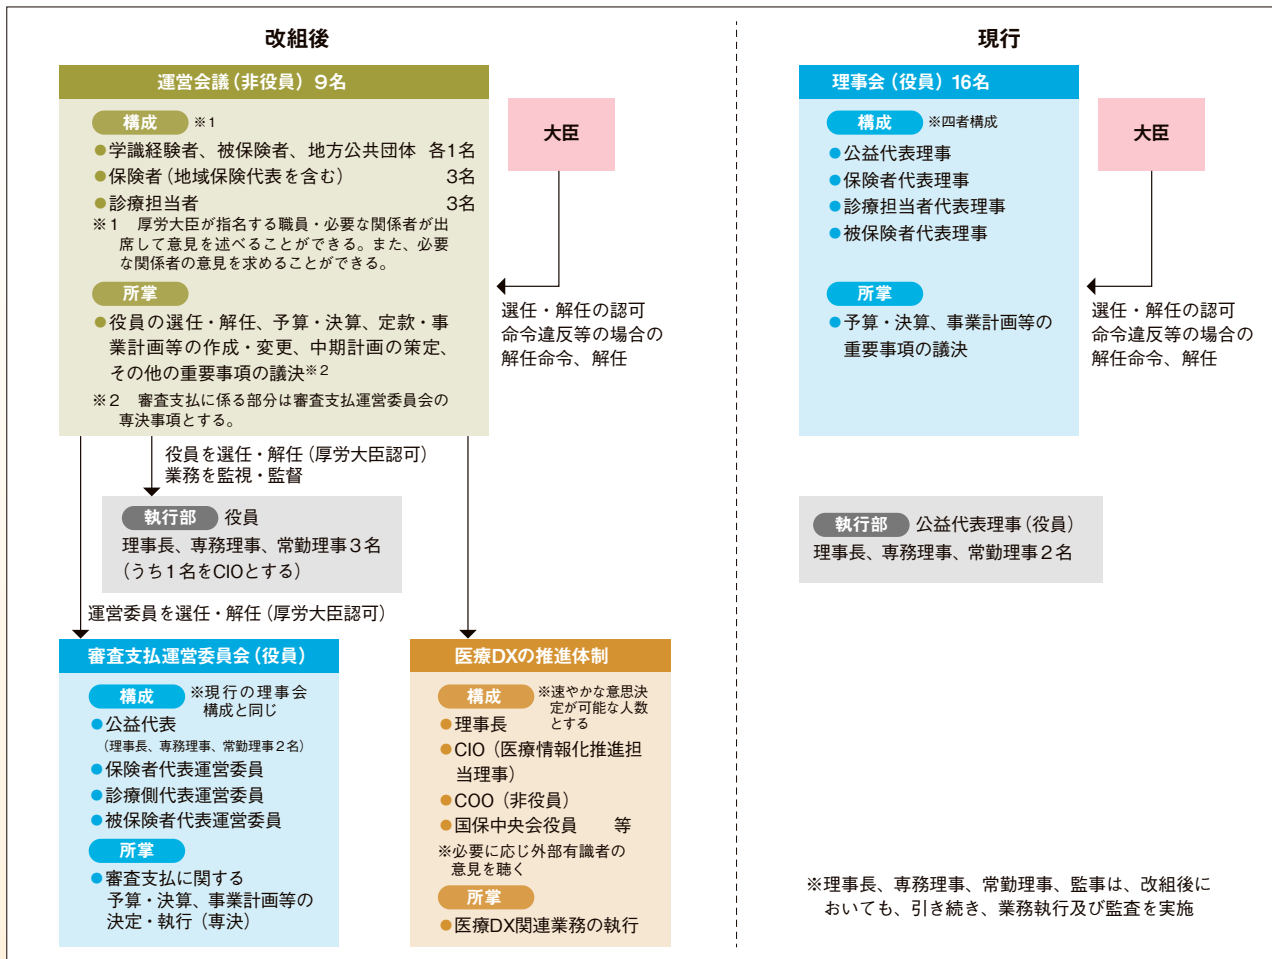 改組後
運営会議（非役員）9名
構成 ※1
●学識経験者、被保険者、地方公共団体 各1名
●保険者（地域保険代表を含む） 3名
●診療担当者 3名
※1 厚労大臣が指名する職員・必要な関係者が出
席して意見を述べることができる。また、必要
な関係者の意見を求めることができる。
所掌
●役員の選任・解任、予算・決算、定款・事
業計画等の作成・変更、中期計画の策定、
その他の重要事項の議決※2
※2 審査支払に係る部分は審査支払運営委員会の
専決事項とする。
大臣
選任・解任の認可
命令違反等の場合の
解任命令、解任
役員を選任・解任（厚労大臣認可）
業務を監視・監督
執行部 役員
理事長、専務理事、常勤理事3名
（うち1名をCIOとする）
運営委員を選任・解任（厚労大臣認可）
審査支払運営委員会（役員）
構成 ※現行の理事会
構成と同じ
●公益代表
（理事長、専務理事、常勤理事2名）
●保険者代表運営委員
●診療側代表運営委員
●被保険者代表運営委員
所掌
●審査支払に関する
予算・決算、事業計画等の
決定・執行（専決）
医療DXの推進体制
構成 ※速やかな意思決
定が可能な人数
とする
●理事長
●CIO（医療情報化推進担
当理事）
●COO（非役員）
●国保中央会役員 等
※必要に応じ外部有識者の
意見を聴く
所掌
●医療DX関連業務の執行
現行
理事会（役員）16名
構成 ※四者構成
●公益代表理事
●保険者代表理事
●診療担当者代表理事
●被保険者代表理事
所掌
●予算・決算、事業計画等の
重要事項の議決
大臣
選任・解任の認可
命令違反等の場合の
解任命令、解任
執行部 公益代表理事（役員）
理事長、専務理事、常勤理事2名
※理事長、専務理事、常勤理事、監事は、改組後に
おいても、引き続き、業務執行及び監査を実施